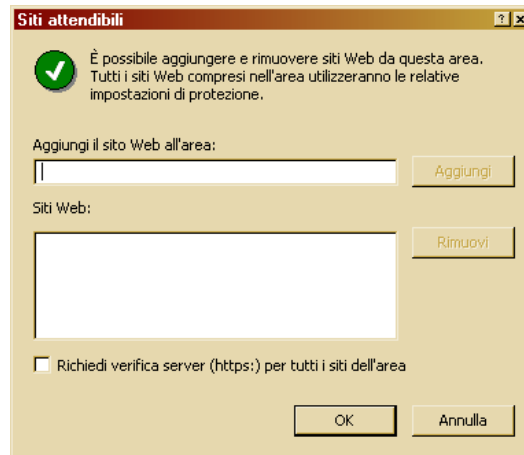 Siti attendibili
È possibile aggiungere e rimuovere siti Web da questa area.
Tutti i siti Web compresi nell'area utilizzeranno le relative
impostazioni di protezione.
Aggiungi il sito Web all'area:
Aggiungi
Siti Web:
Rimuovi
Richiedi verifica server (https:) per tutti i siti dell'area
OK
Annulla